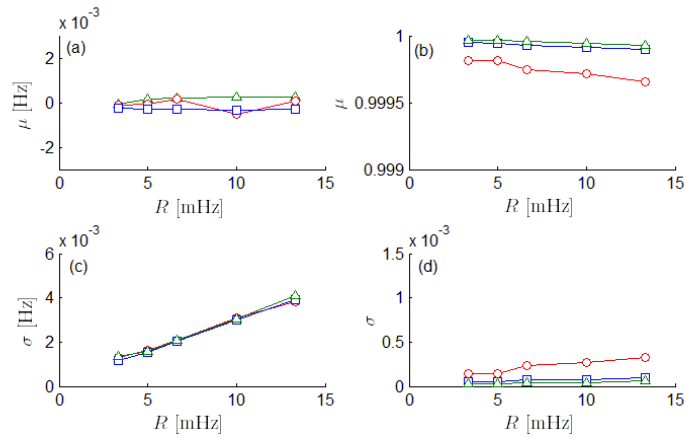 x 10⁻³
(a)
2
0
-2
μ [Hz]
0 5 10 15
R [mHz]
(b)
1
0.9995
0.999
μ
0 5 10 15
R [mHz]
x 10⁻³
(c)
6
4
2
0
σ [Hz]
0 5 10 15
R [mHz]
x 10⁻³
(d)
1.5
1
0.5
0
σ
0 5 10 15
R [mHz]